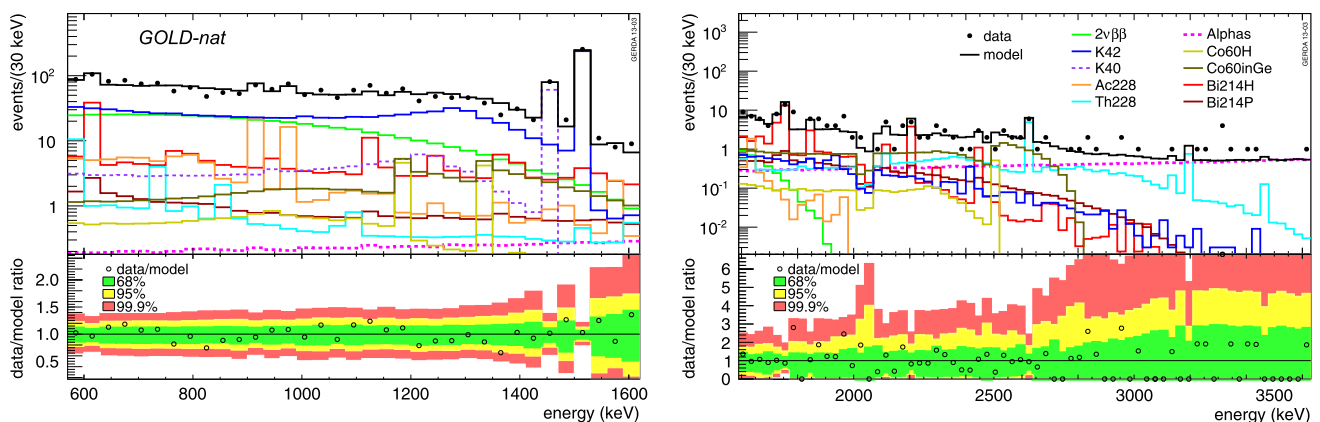 GOLD-nat
GERDA 13-03
events/(30 keV)
10²
10
1
data/model ratio
2.0
1.5
1.0
0.5
data/model
68%
95%
99.9%
600
800
1000
1200
1400
1600
energy (keV)
events/(30 keV)
10³
10²
10
1
10⁻¹
10⁻²
data
model
2νββ
K42
K40
Ac228
Th228
Alphas
Co60H
Co60inGe
Bi214H
Bi214P
GERDA 13-03
data/model ratio
6
5
4
3
2
1
0
data/model
68%
95%
99.9%
2000
2500
3000
3500
energy (keV)